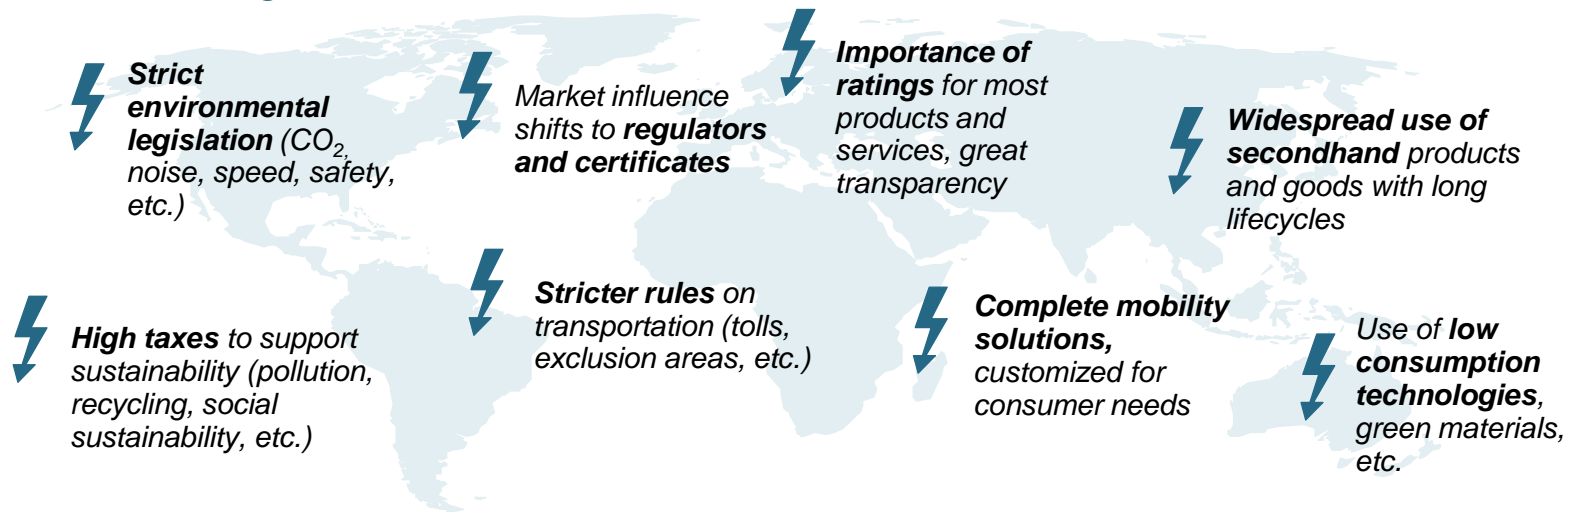 Strict
environmental
legislation (CO2,
noise, speed, safety,
etc.)
Market influence
shifts to regulators
and certificates
Importance of
ratings for most
products and
services, great
transparency
Widespread use of
secondhand products
and goods with long
lifecycles
High taxes to support
sustainability (pollution,
recycling, social
sustainability, etc.)
Stricter rules on
transportation (tolls,
exclusion areas, etc.)
Complete mobility
solutions,
customized for
consumer needs
Use of low
consumption
technologies,
green materials,
etc.